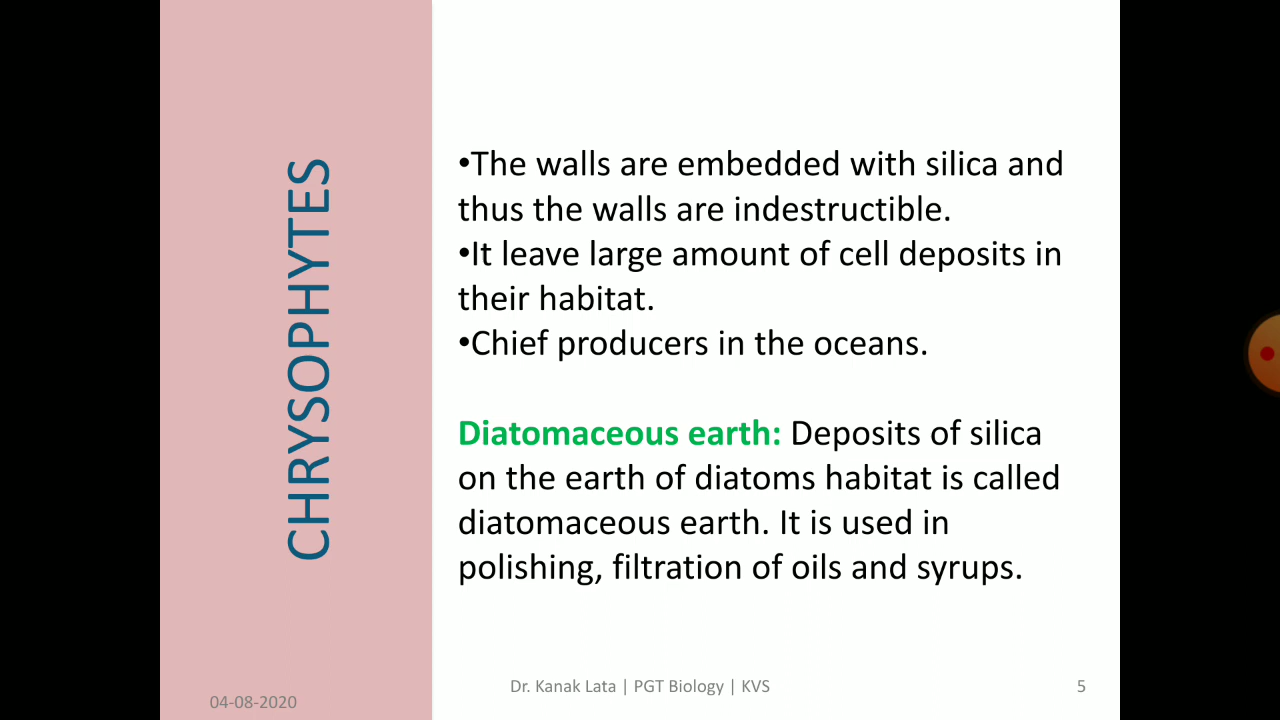 CHRYSOPHYTES
•The walls are embedded with silica and
thus the walls are indestructible.
•It leave large amount of cell deposits in
their habitat.
•Chief producers in the oceans.
Diatomaceous earth: Deposits of silica
on the earth of diatoms habitat is called
diatomaceous earth. It is used in
polishing, filtration of oils and syrups.
04-08-2020
Dr. Kanak Lata | PGT Biology | KVS
5